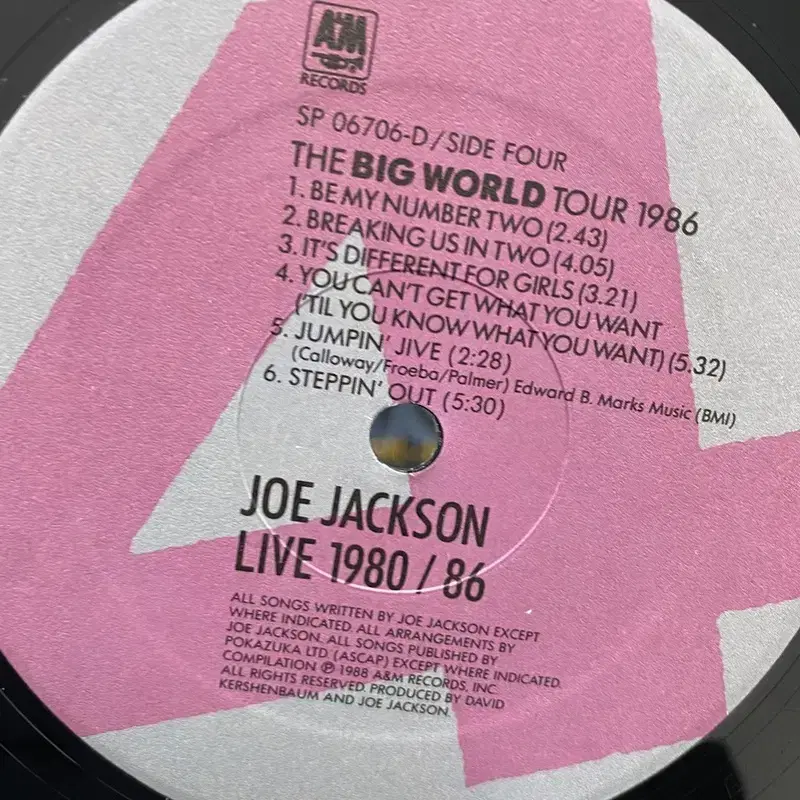 A&M
RECORDS
SP 06706-D/SIDE FOUR
THE BIG WORLD TOUR 1986
1. BE MY NUMBER TWO (2.43)
2. BREAKING US IN TWO (4.05)
3. IT'S DIFFERENT FOR GIRLS (3.21)
4. YOU CAN'T GET WHAT YOU WANT
('TIL YOU KNOW WHAT YOU WANT) (5.32)
5. JUMPIN' JIVE (2:28)
(Calloway/Froeba/Palmer) Edward B. Marks Music (BMI)
6. STEPPIN' OUT (5:30)
JOE JACKSON
LIVE 1980 / 86
ALL SONGS WRITTEN BY JOE JACKSON EXCEPT
WHERE INDICATED. ALL ARRANGEMENTS BY
JOE JACKSON. ALL SONGS PUBLISHED BY
POKAZUKA LTD. (ASCAP) EXCEPT WHERE INDICATED.
COMPILATION ℗ 1988 A&M RECORDS, INC.
ALL RIGHTS RESERVED. PRODUCED BY DAVID
KERSHENBAUM AND JOE JACKSON.